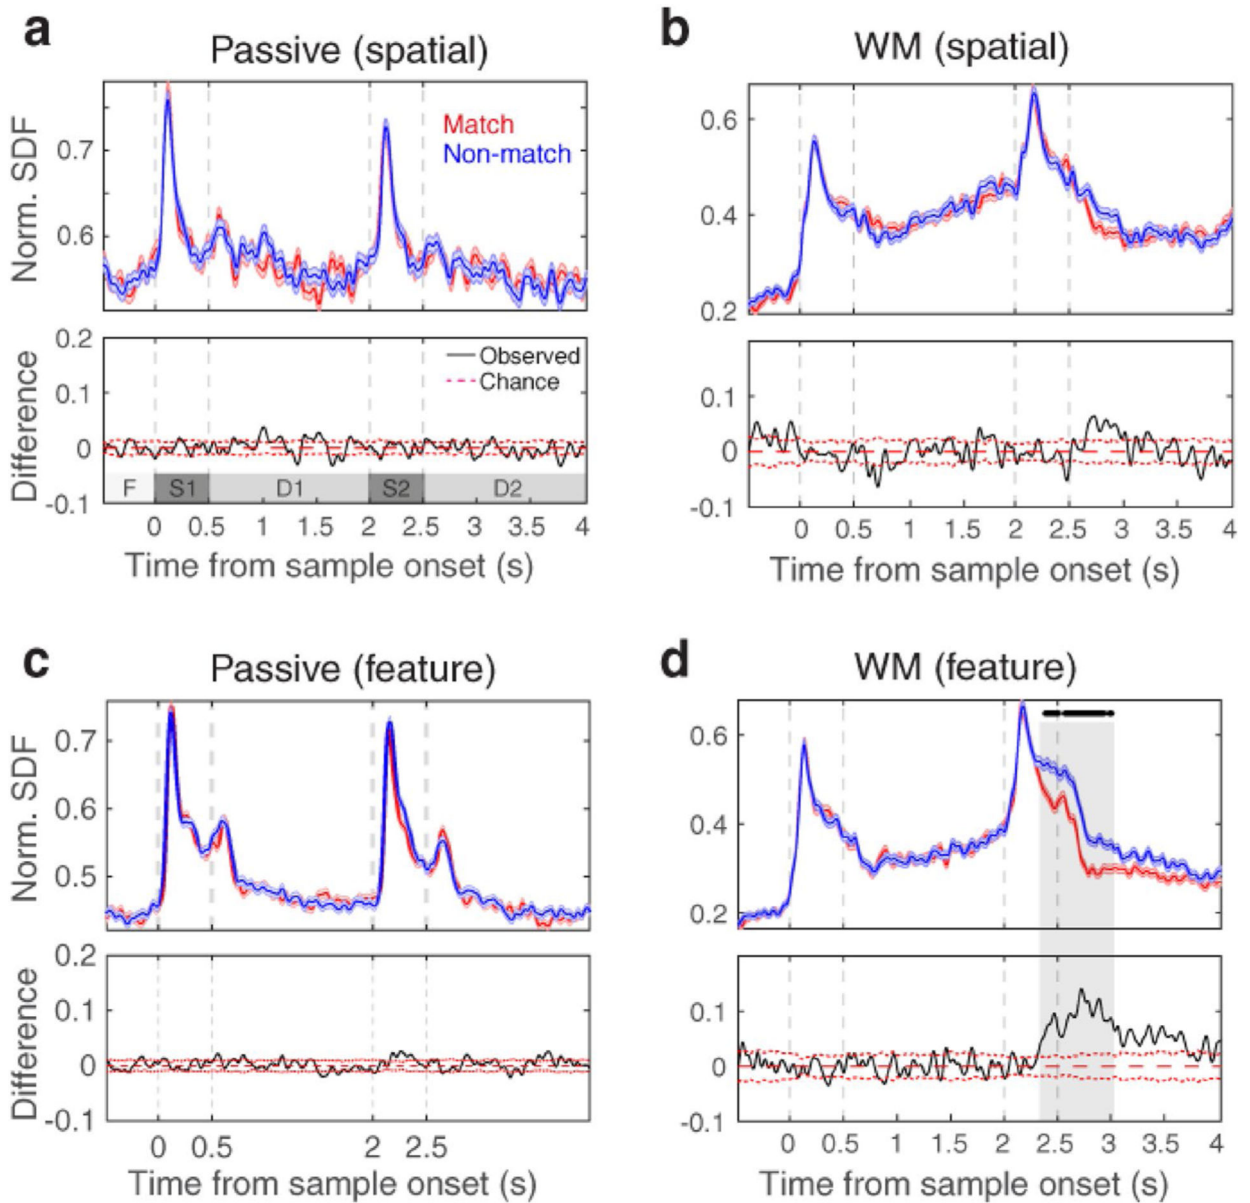 a
Passive (spatial)
Norm. SDF
0.7
0.6
Match
Non-match
Difference
0.2
0.1
0
-0.1
Observed
Chance
F S1 D1 S2 D2
0 0.5 1 1.5 2 2.5 3 3.5 4
Time from sample onset (s)
b
WM (spatial)
0.6
0.4
0.2
0.1
0
-0.1
0 0.5 1 1.5 2 2.5 3 3.5 4
Time from sample onset (s)
c
Passive (feature)
Norm. SDF
0.7
0.6
0.5
Difference
0.2
0.1
0
-0.1
0 0.5 2 2.5
Time from sample onset (s)
d
WM (feature)
0.6
0.4
0.2
0.1
0
-0.1
0 0.5 1 1.5 2 2.5 3 3.5 4
Time from sample onset (s)